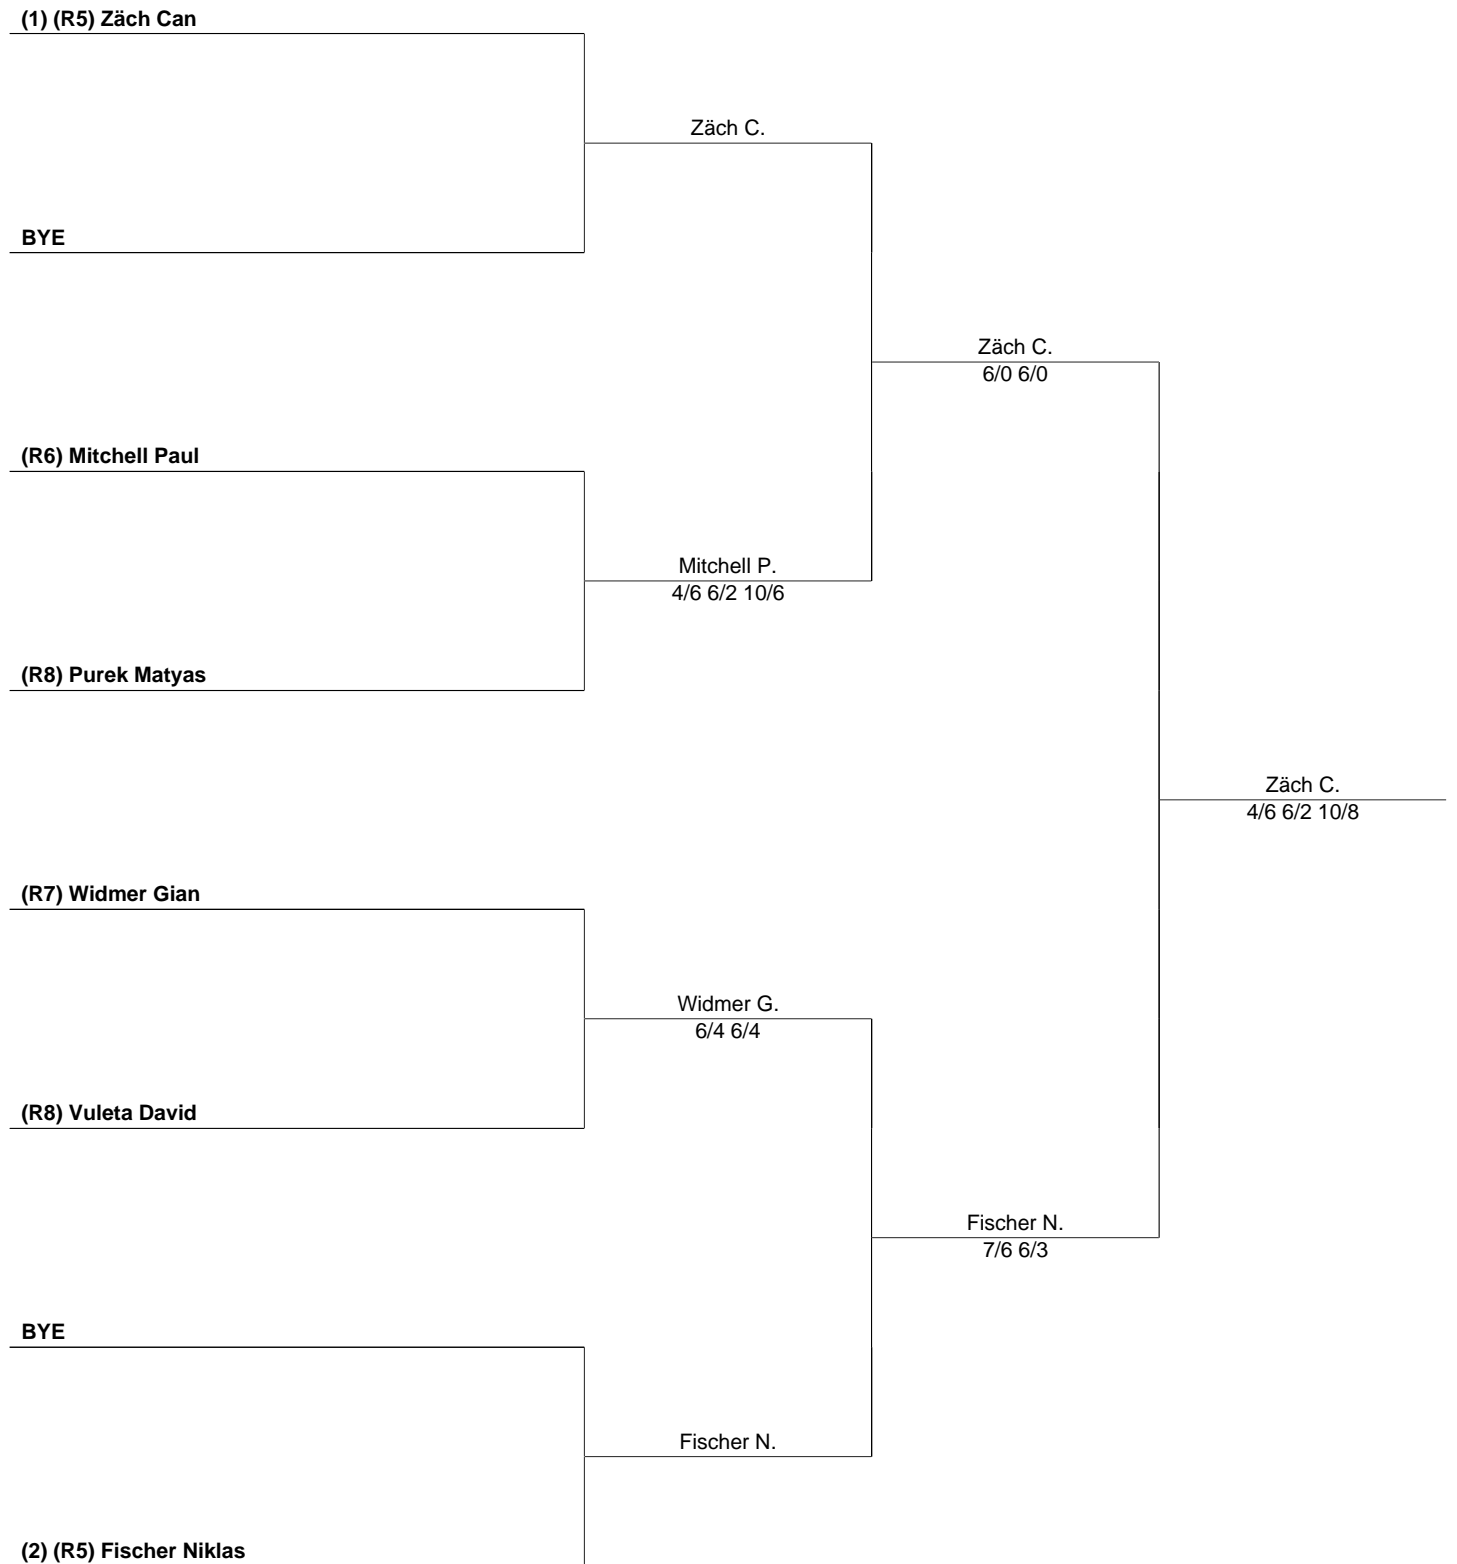 (1) (R5) Zäch Can
Zäch C.
BYE
Zäch C.
6/0 6/0
(R6) Mitchell Paul
Mitchell P.
4/6 6/2 10/6
(R8) Purek Matyas
Zäch C.
4/6 6/2 10/8
(R7) Widmer Gian
Widmer G.
6/4 6/4
(R8) Vuleta David
Fischer N.
7/6 6/3
BYE
Fischer N.
(2) (R5) Fischer Niklas